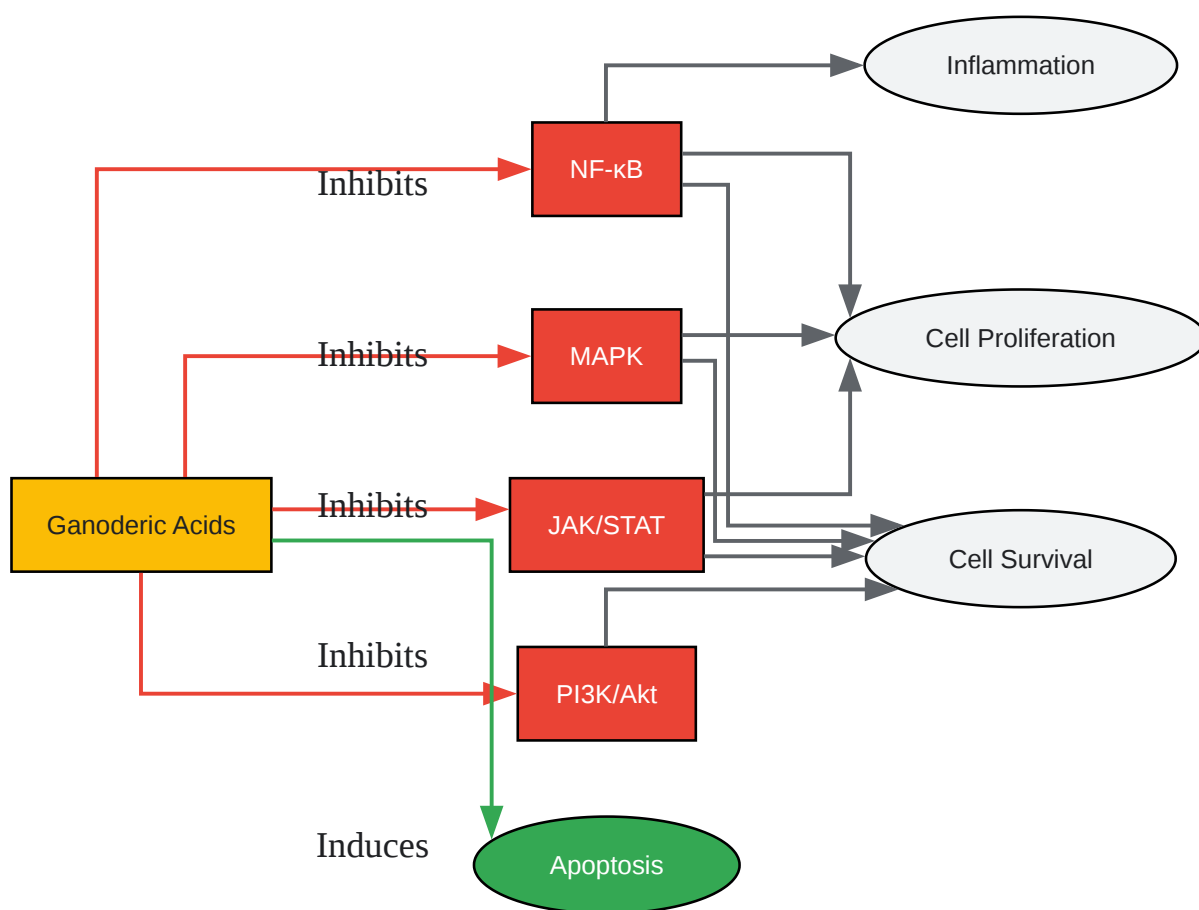 Inflammation
NF-κB
Inhibits
Cell Proliferation
Inhibits
MAPK
Ganoderic Acids
Inhibits
JAK/STAT
Cell Survival
Inhibits
PI3K/Akt
Induces
Apoptosis